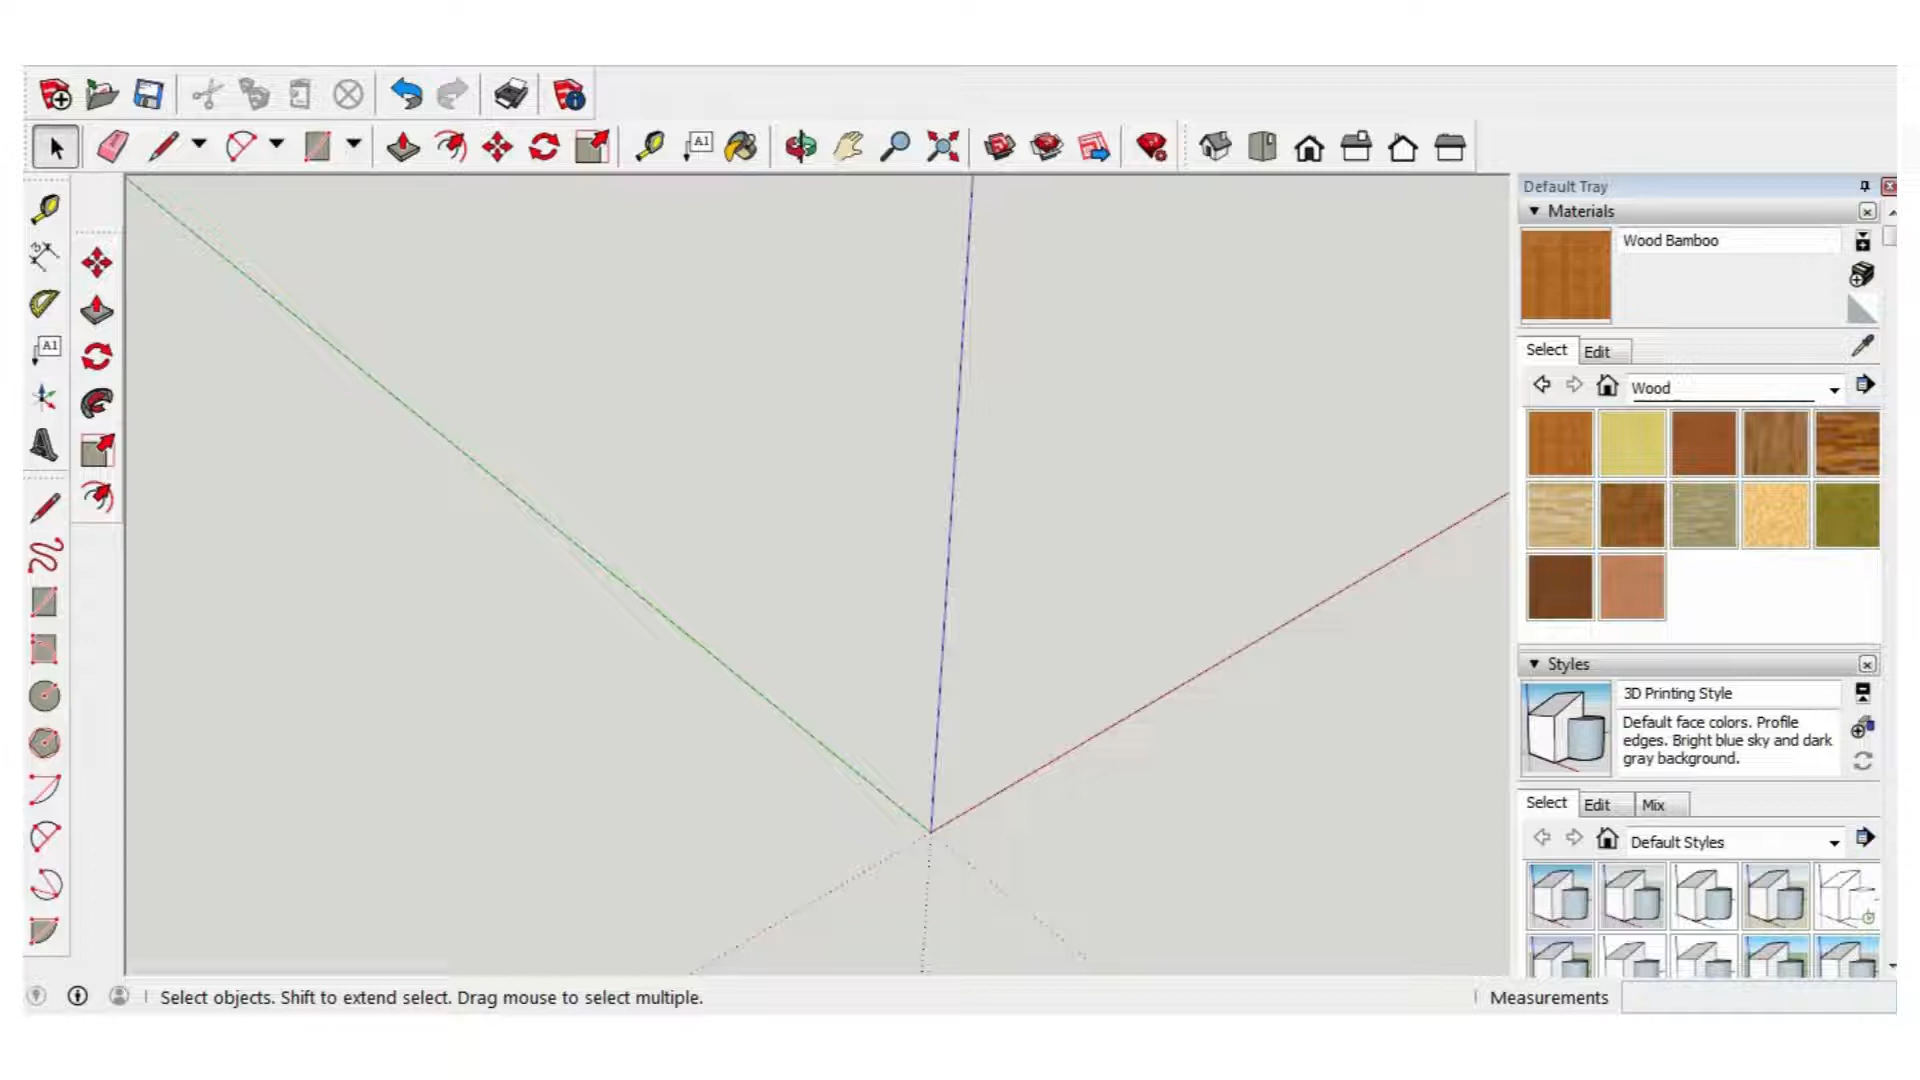 A1
Default Tray
Materials
Wood Bamboo
A1
Select Edit
Wood
Styles
3D Printing Style
Default face colors. Profile
edges. Bright blue sky and dark
gray background.
Select Edit Mix
Default Styles
Select objects. Shift to extend select. Drag mouse to select multiple.
Measurements